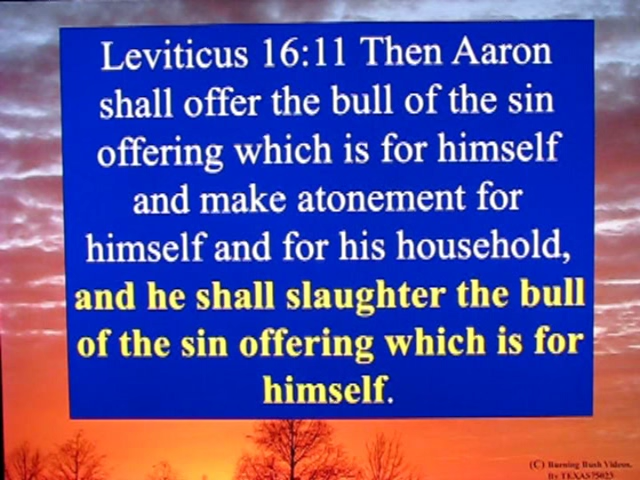 Leviticus 16:11 Then Aaron
shall offer the bull of the sin
offering which is for himself
and make atonement for
himself and for his household,
and he shall slaughter the bull
of the sin offering which is for
himself.
(C) Burning Bush Videos.
By TEXAS75023